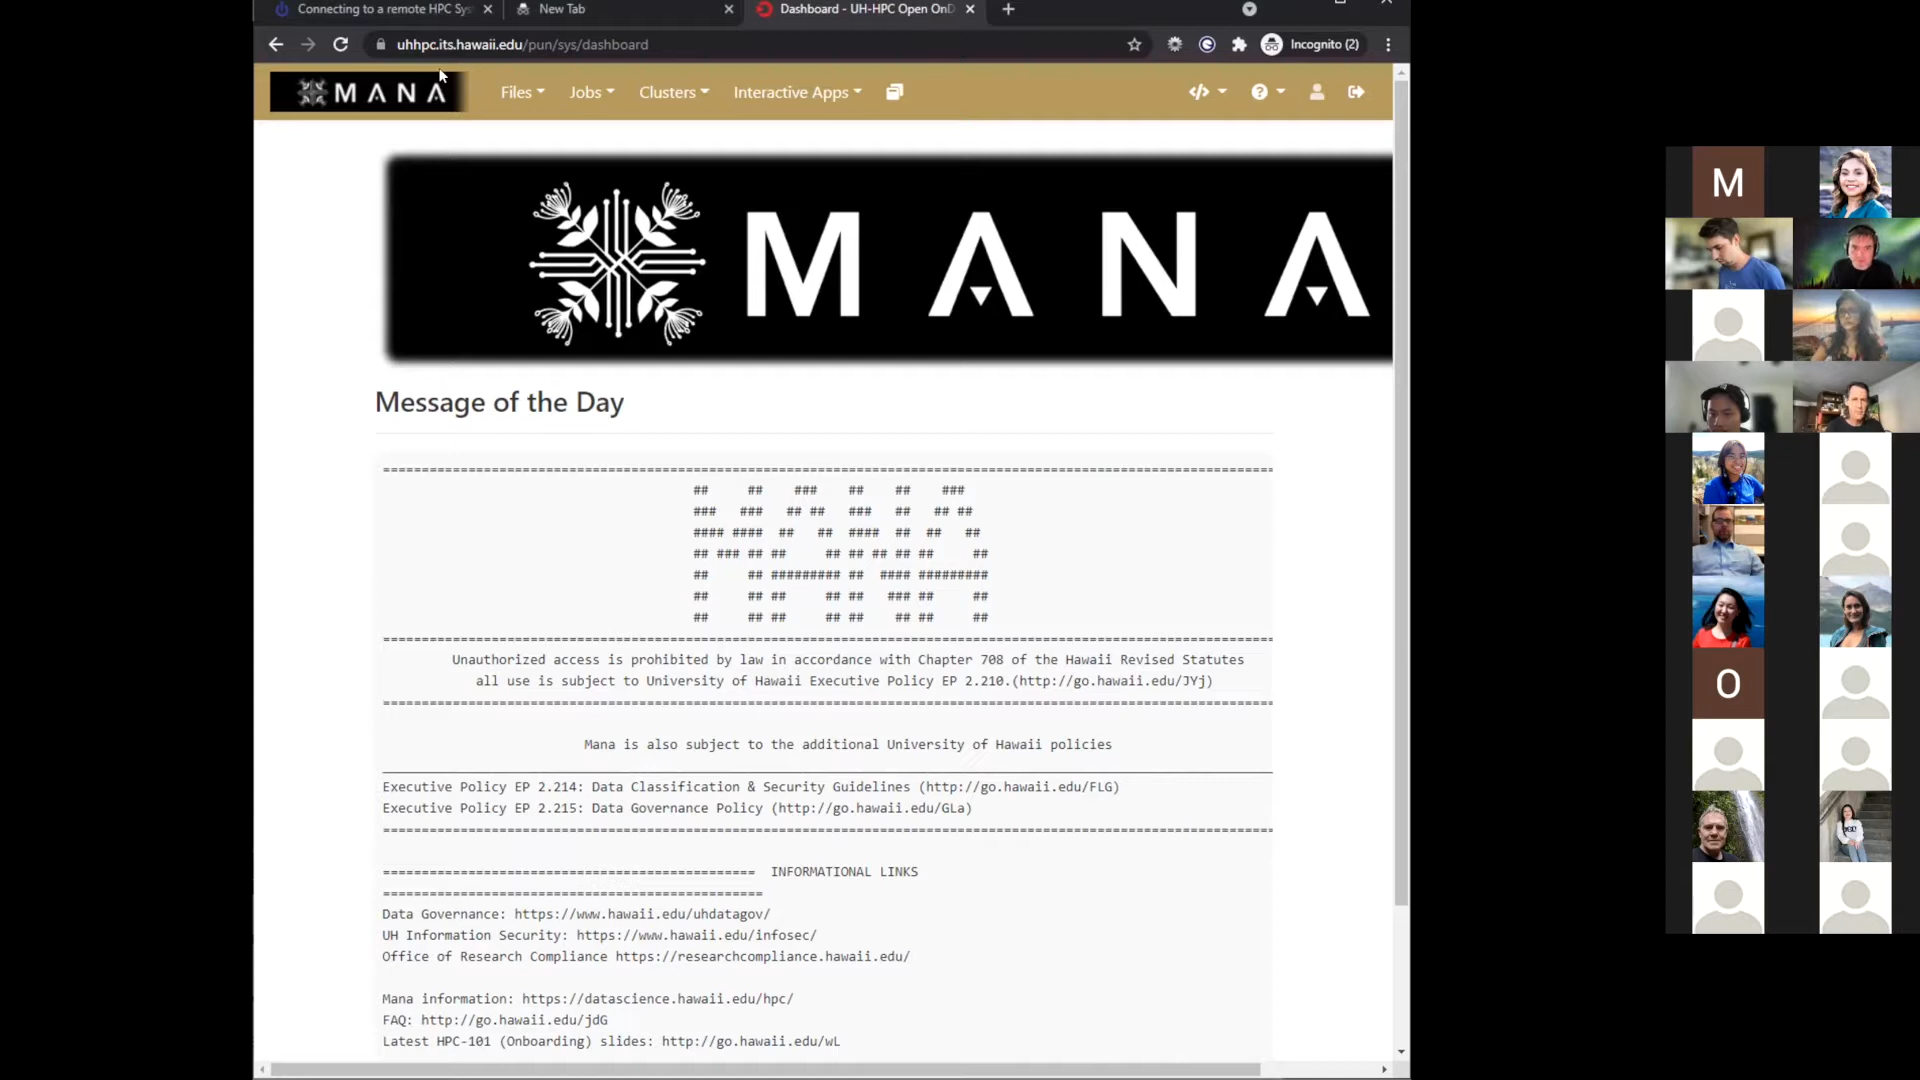 Connecting to a remote HPC Sys
New Tab
Dashboard - UH-HPC Open OnD
uhhpc.its.hawaii.edu/pun/sys/dashboard
Incognito (2)
MANA
Files
Jobs
Clusters
Interactive Apps
MANA
Message of the Day
Unauthorized access is prohibited by law in accordance with Chapter 708 of the Hawaii Revised Statutes
all use is subject to University of Hawaii Executive Policy EP 2.210.(http://go.hawaii.edu/JYj)
Mana is also subject to the additional University of Hawaii policies
Executive Policy EP 2.214: Data Classification & Security Guidelines (http://go.hawaii.edu/FLG)
Executive Policy EP 2.215: Data Governance Policy (http://go.hawaii.edu/GLa)
INFORMATIONAL LINKS
Data Governance: https://www.hawaii.edu/uhdatagov/
UH Information Security: https://www.hawaii.edu/infosec/
Office of Research Compliance https://researchcompliance.hawaii.edu/
Mana information: https://datascience.hawaii.edu/hpc/
FAQ: http://go.hawaii.edu/jdG
Latest HPC-101 (Onboarding) slides: http://go.hawaii.edu/wL
M
O